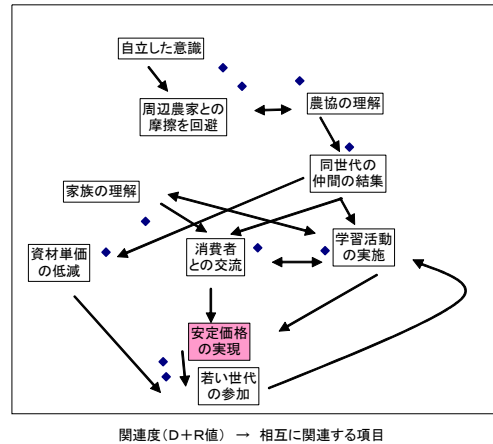 自立した意識
周辺農家との
摩擦を回避
農協の理解
同世代の
仲間の結集
家族の理解
資材単価
の低減
消費者
との交流
学習活動
の実施
安定価格
の実現
若い世代
の参加
関連度(D+R値) → 相互に関連する項目